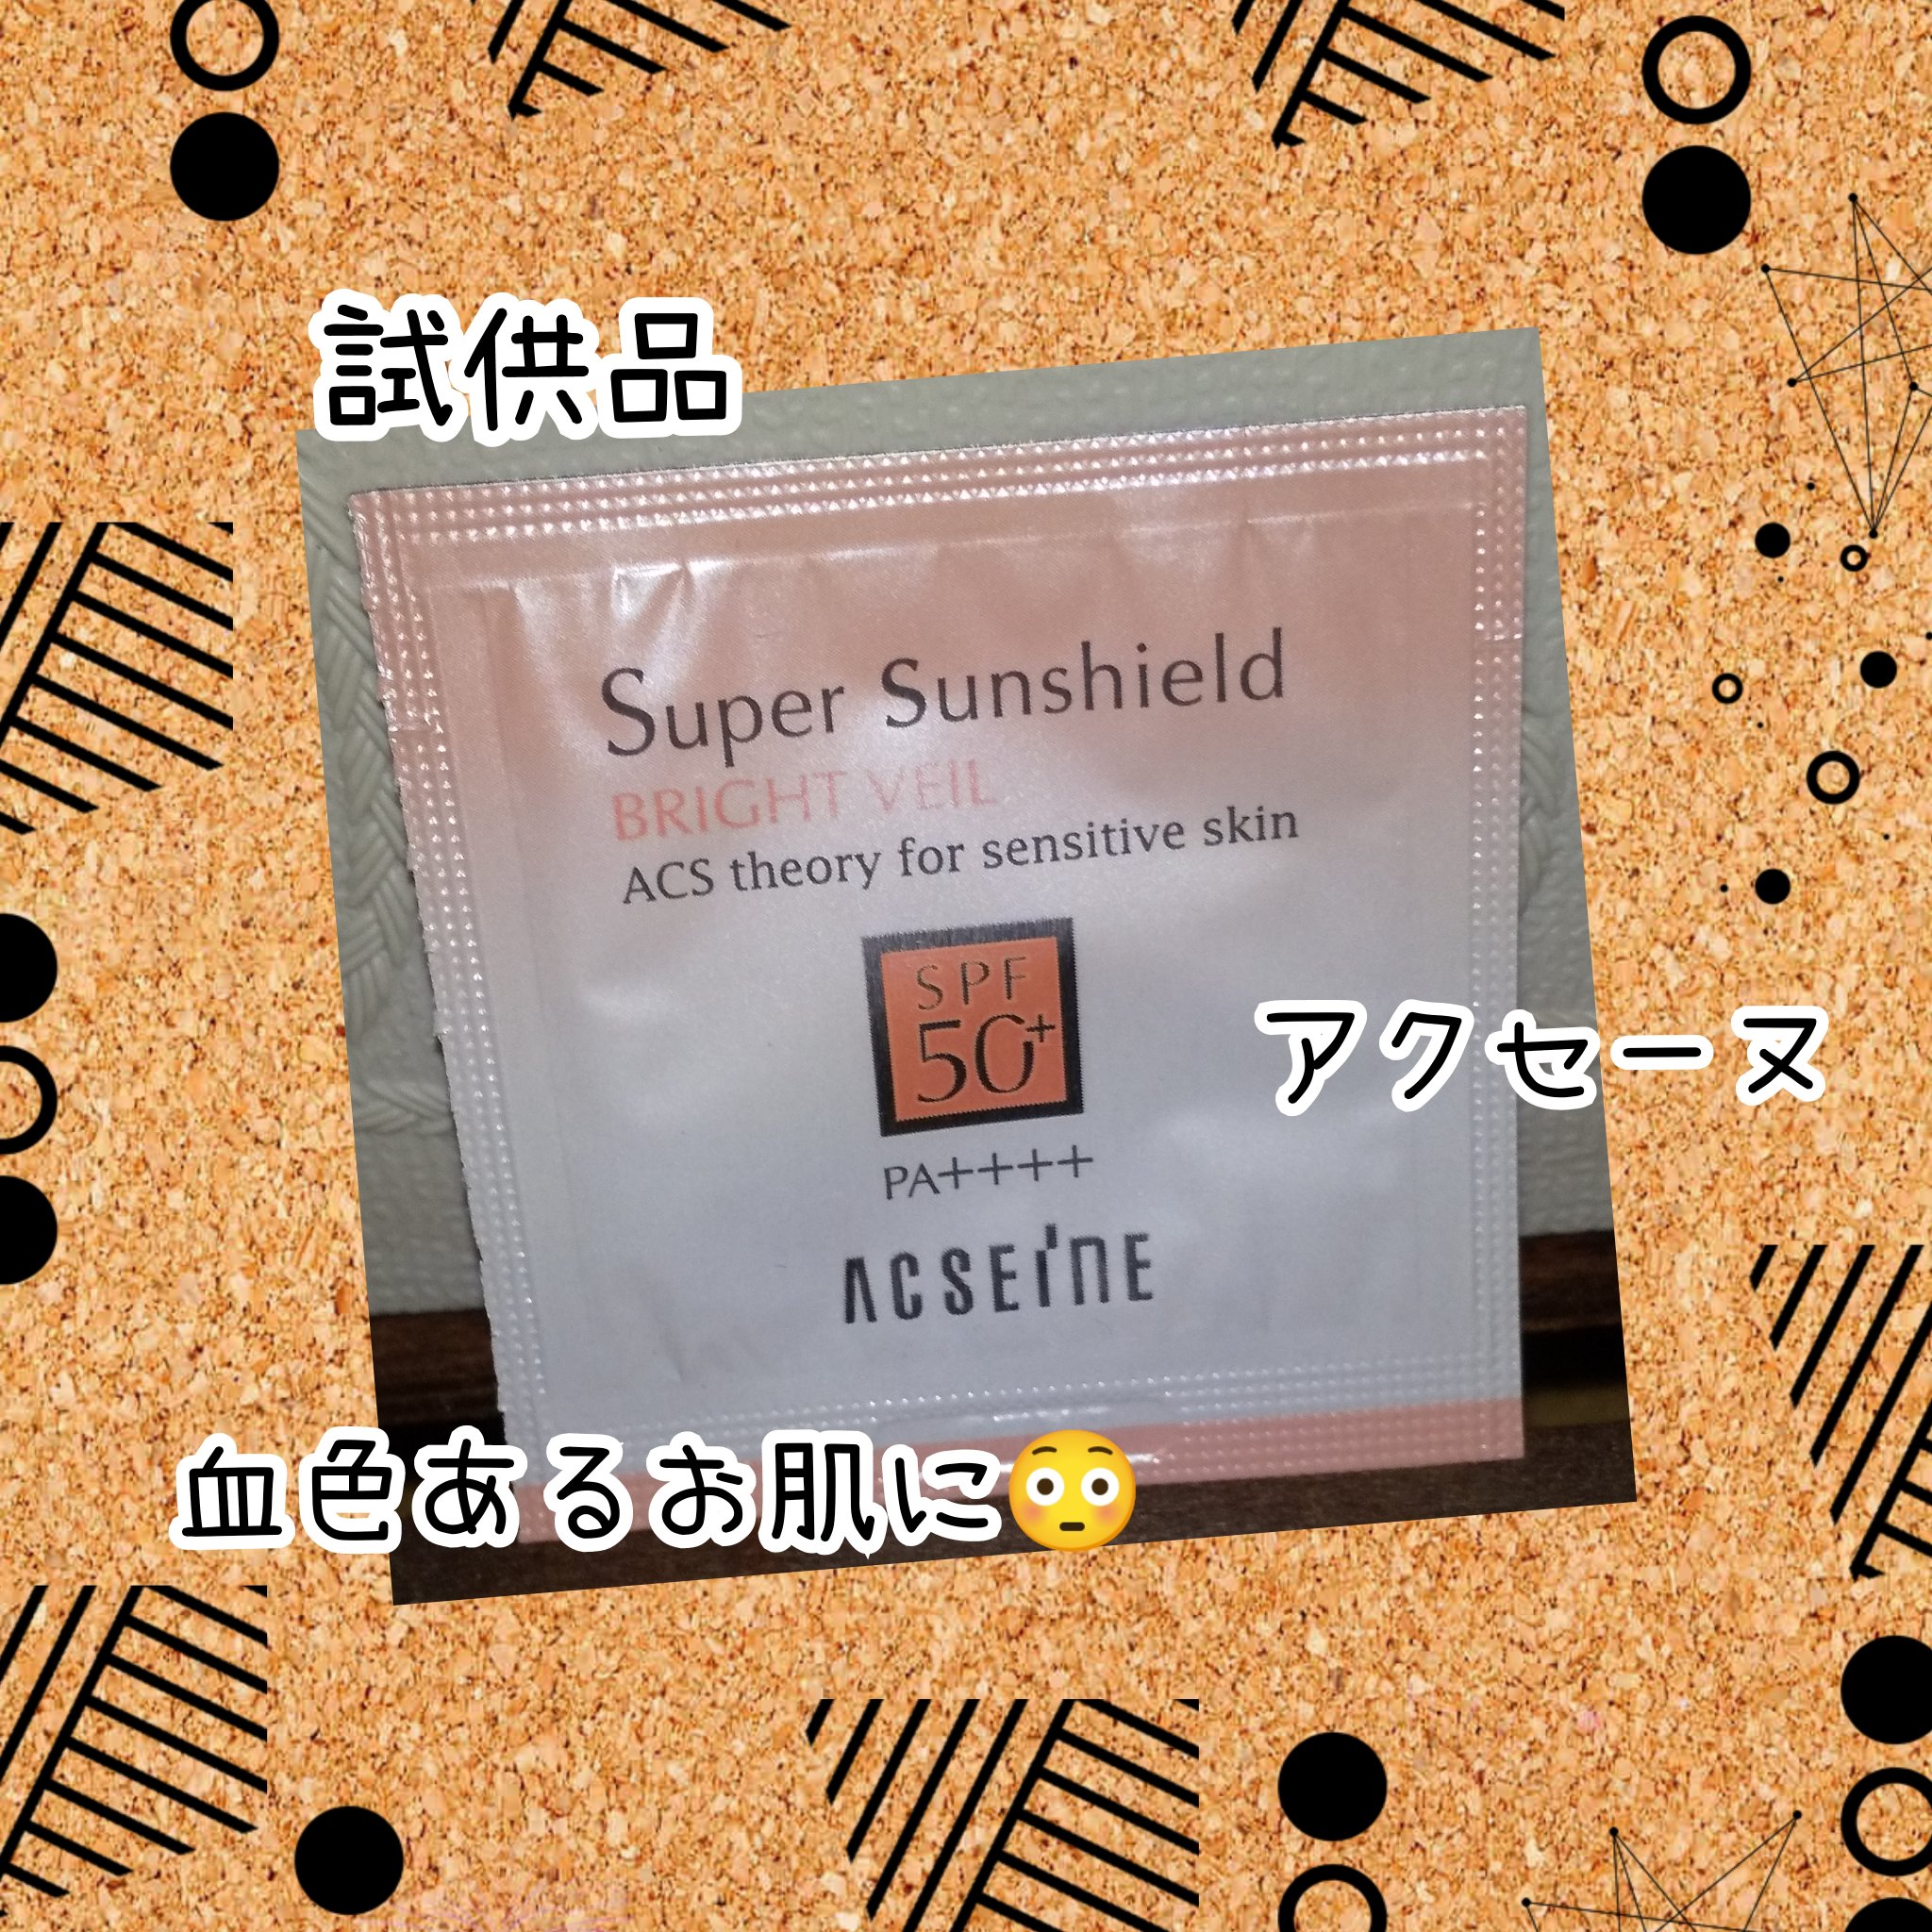 試供品
Super Sunshield
BRIGHT VEIL
ACS theory for sensitive skin
SPF
50+
PA++++
ACSEINE
アクセーヌ
血色あるお肌に😳